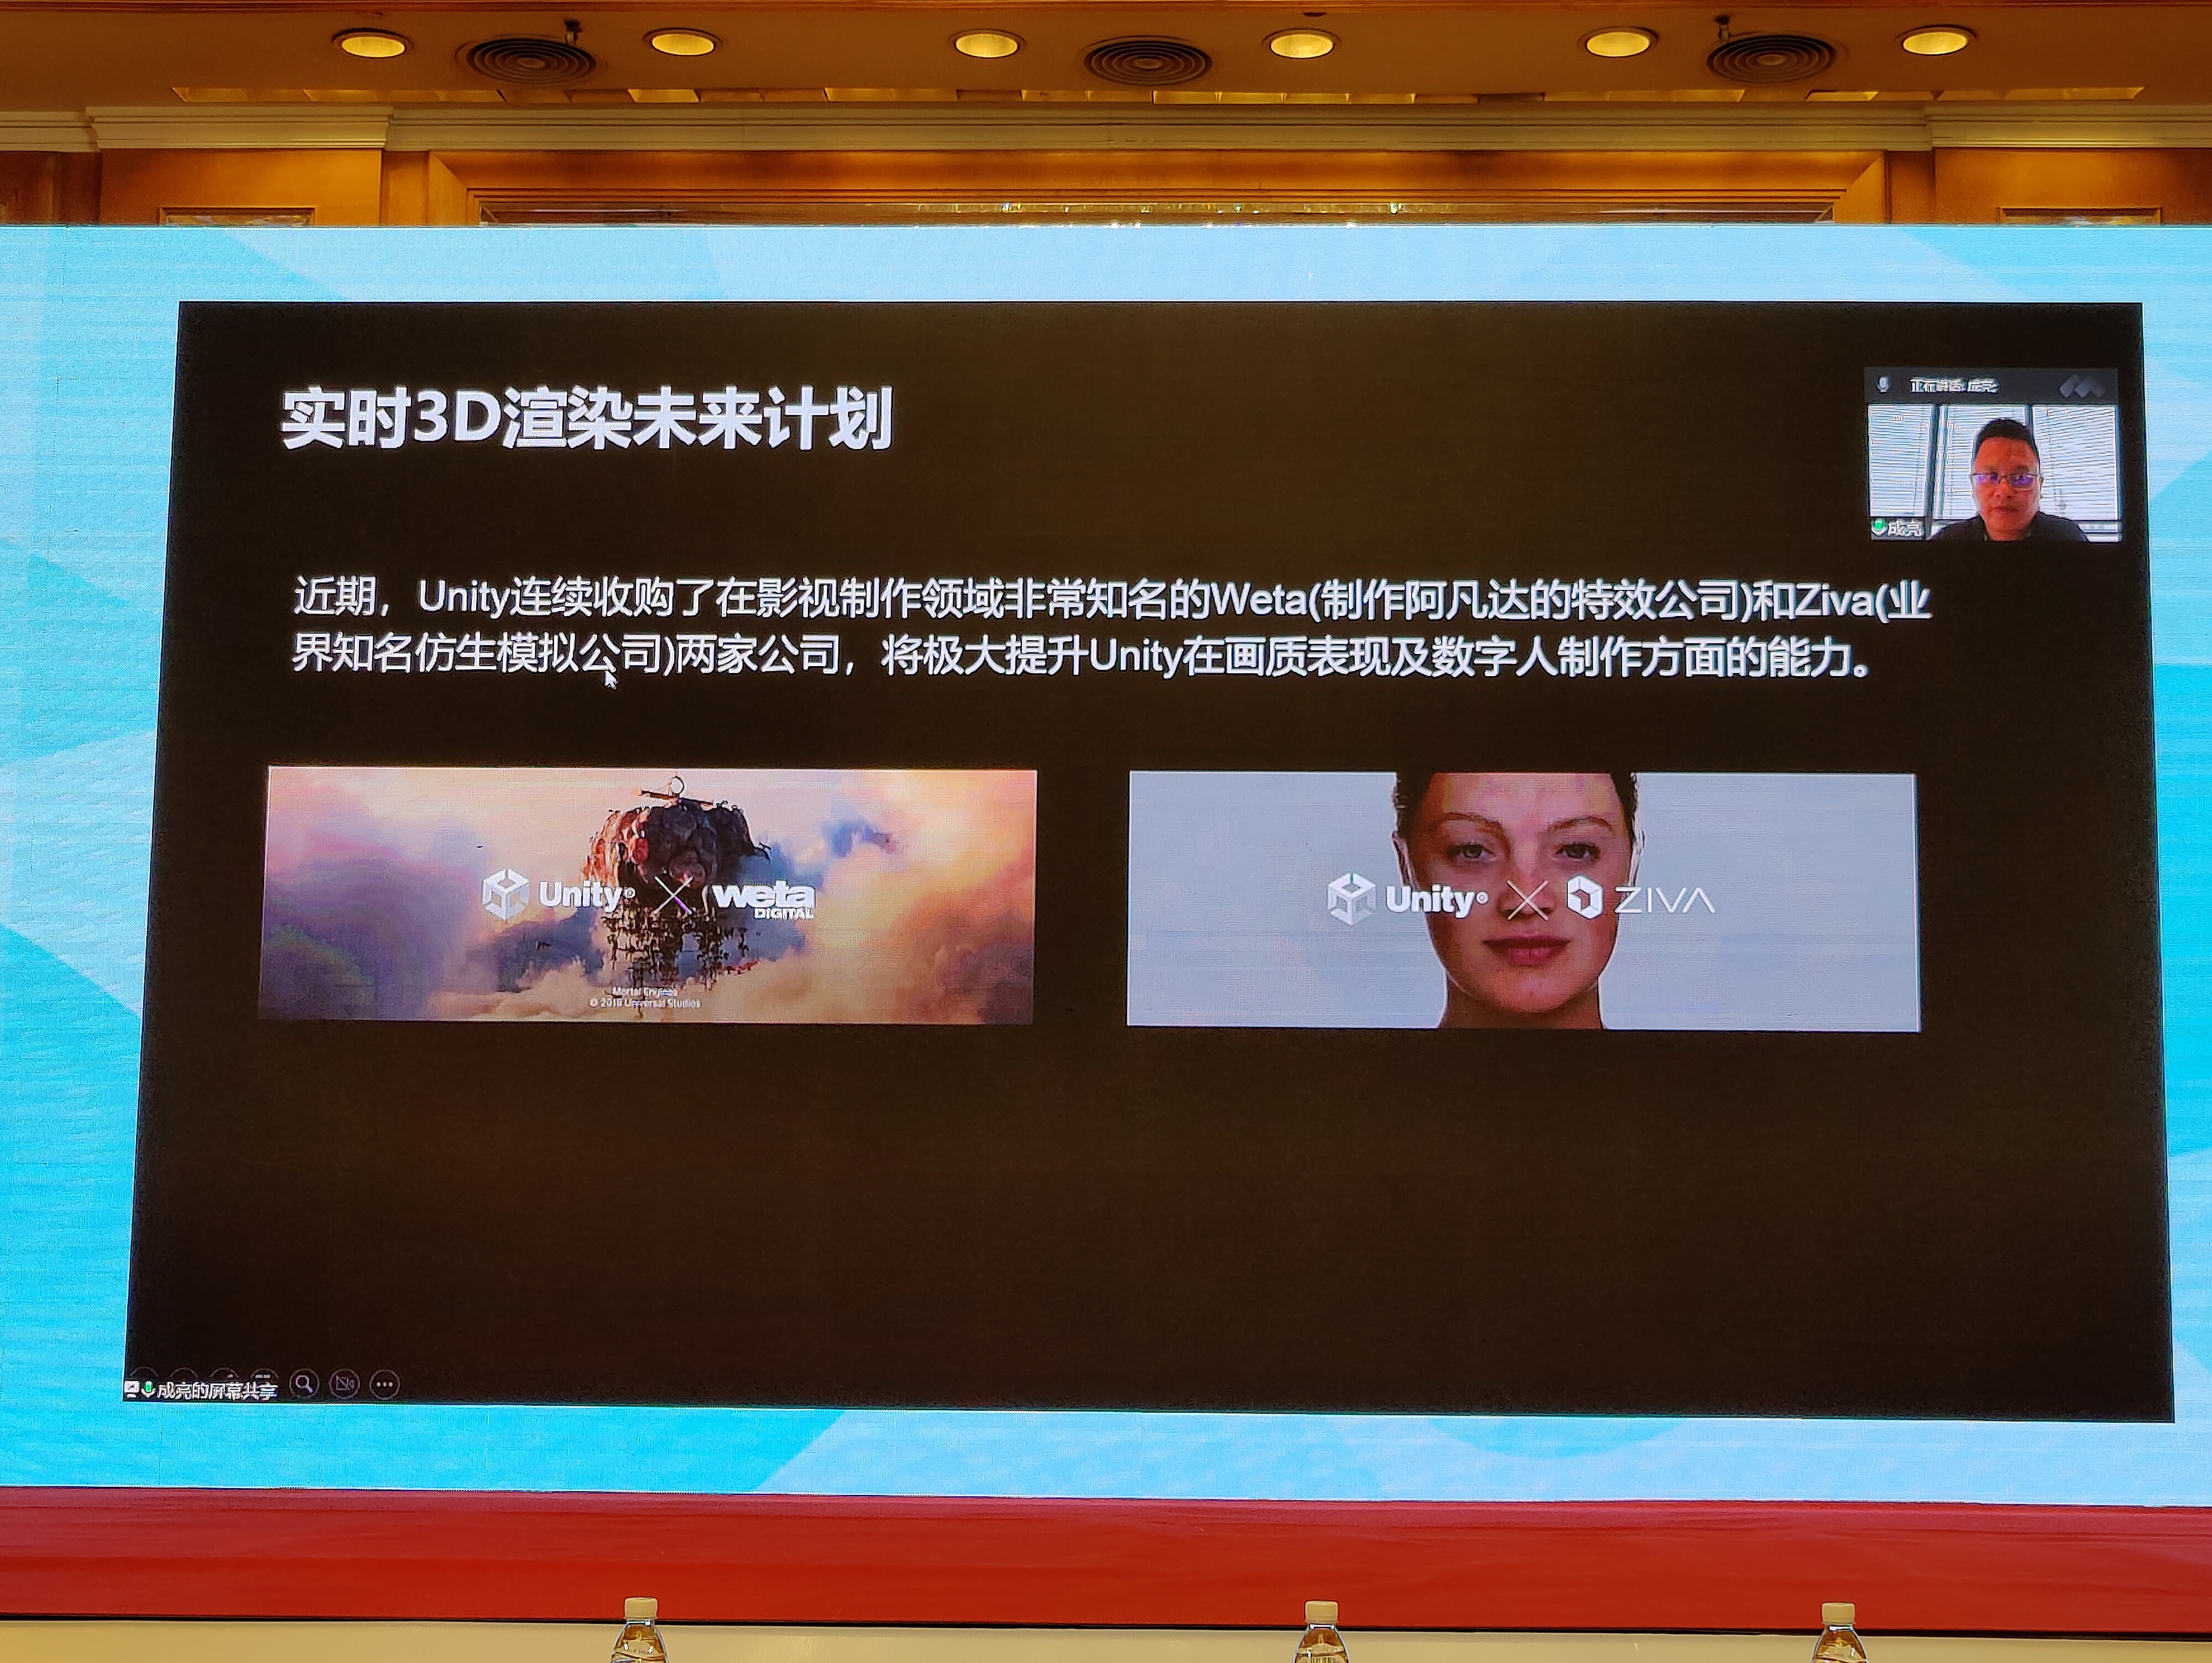 实时3D渲染未来计划
正在讲话: 成亮;
成亮
近期，Unity连续收购了在影视制作领域非常知名的Weta(制作阿凡达的特效公司)和Ziva(业
界知名仿生模拟公司)两家公司，将极大提升Unity在画质表现及数字人制作方面的能力。
Unity® weta
DIGITAL
Mortal Engines
© 2018 Universal Studios
Unity® ZIVA
成亮的屏幕共享